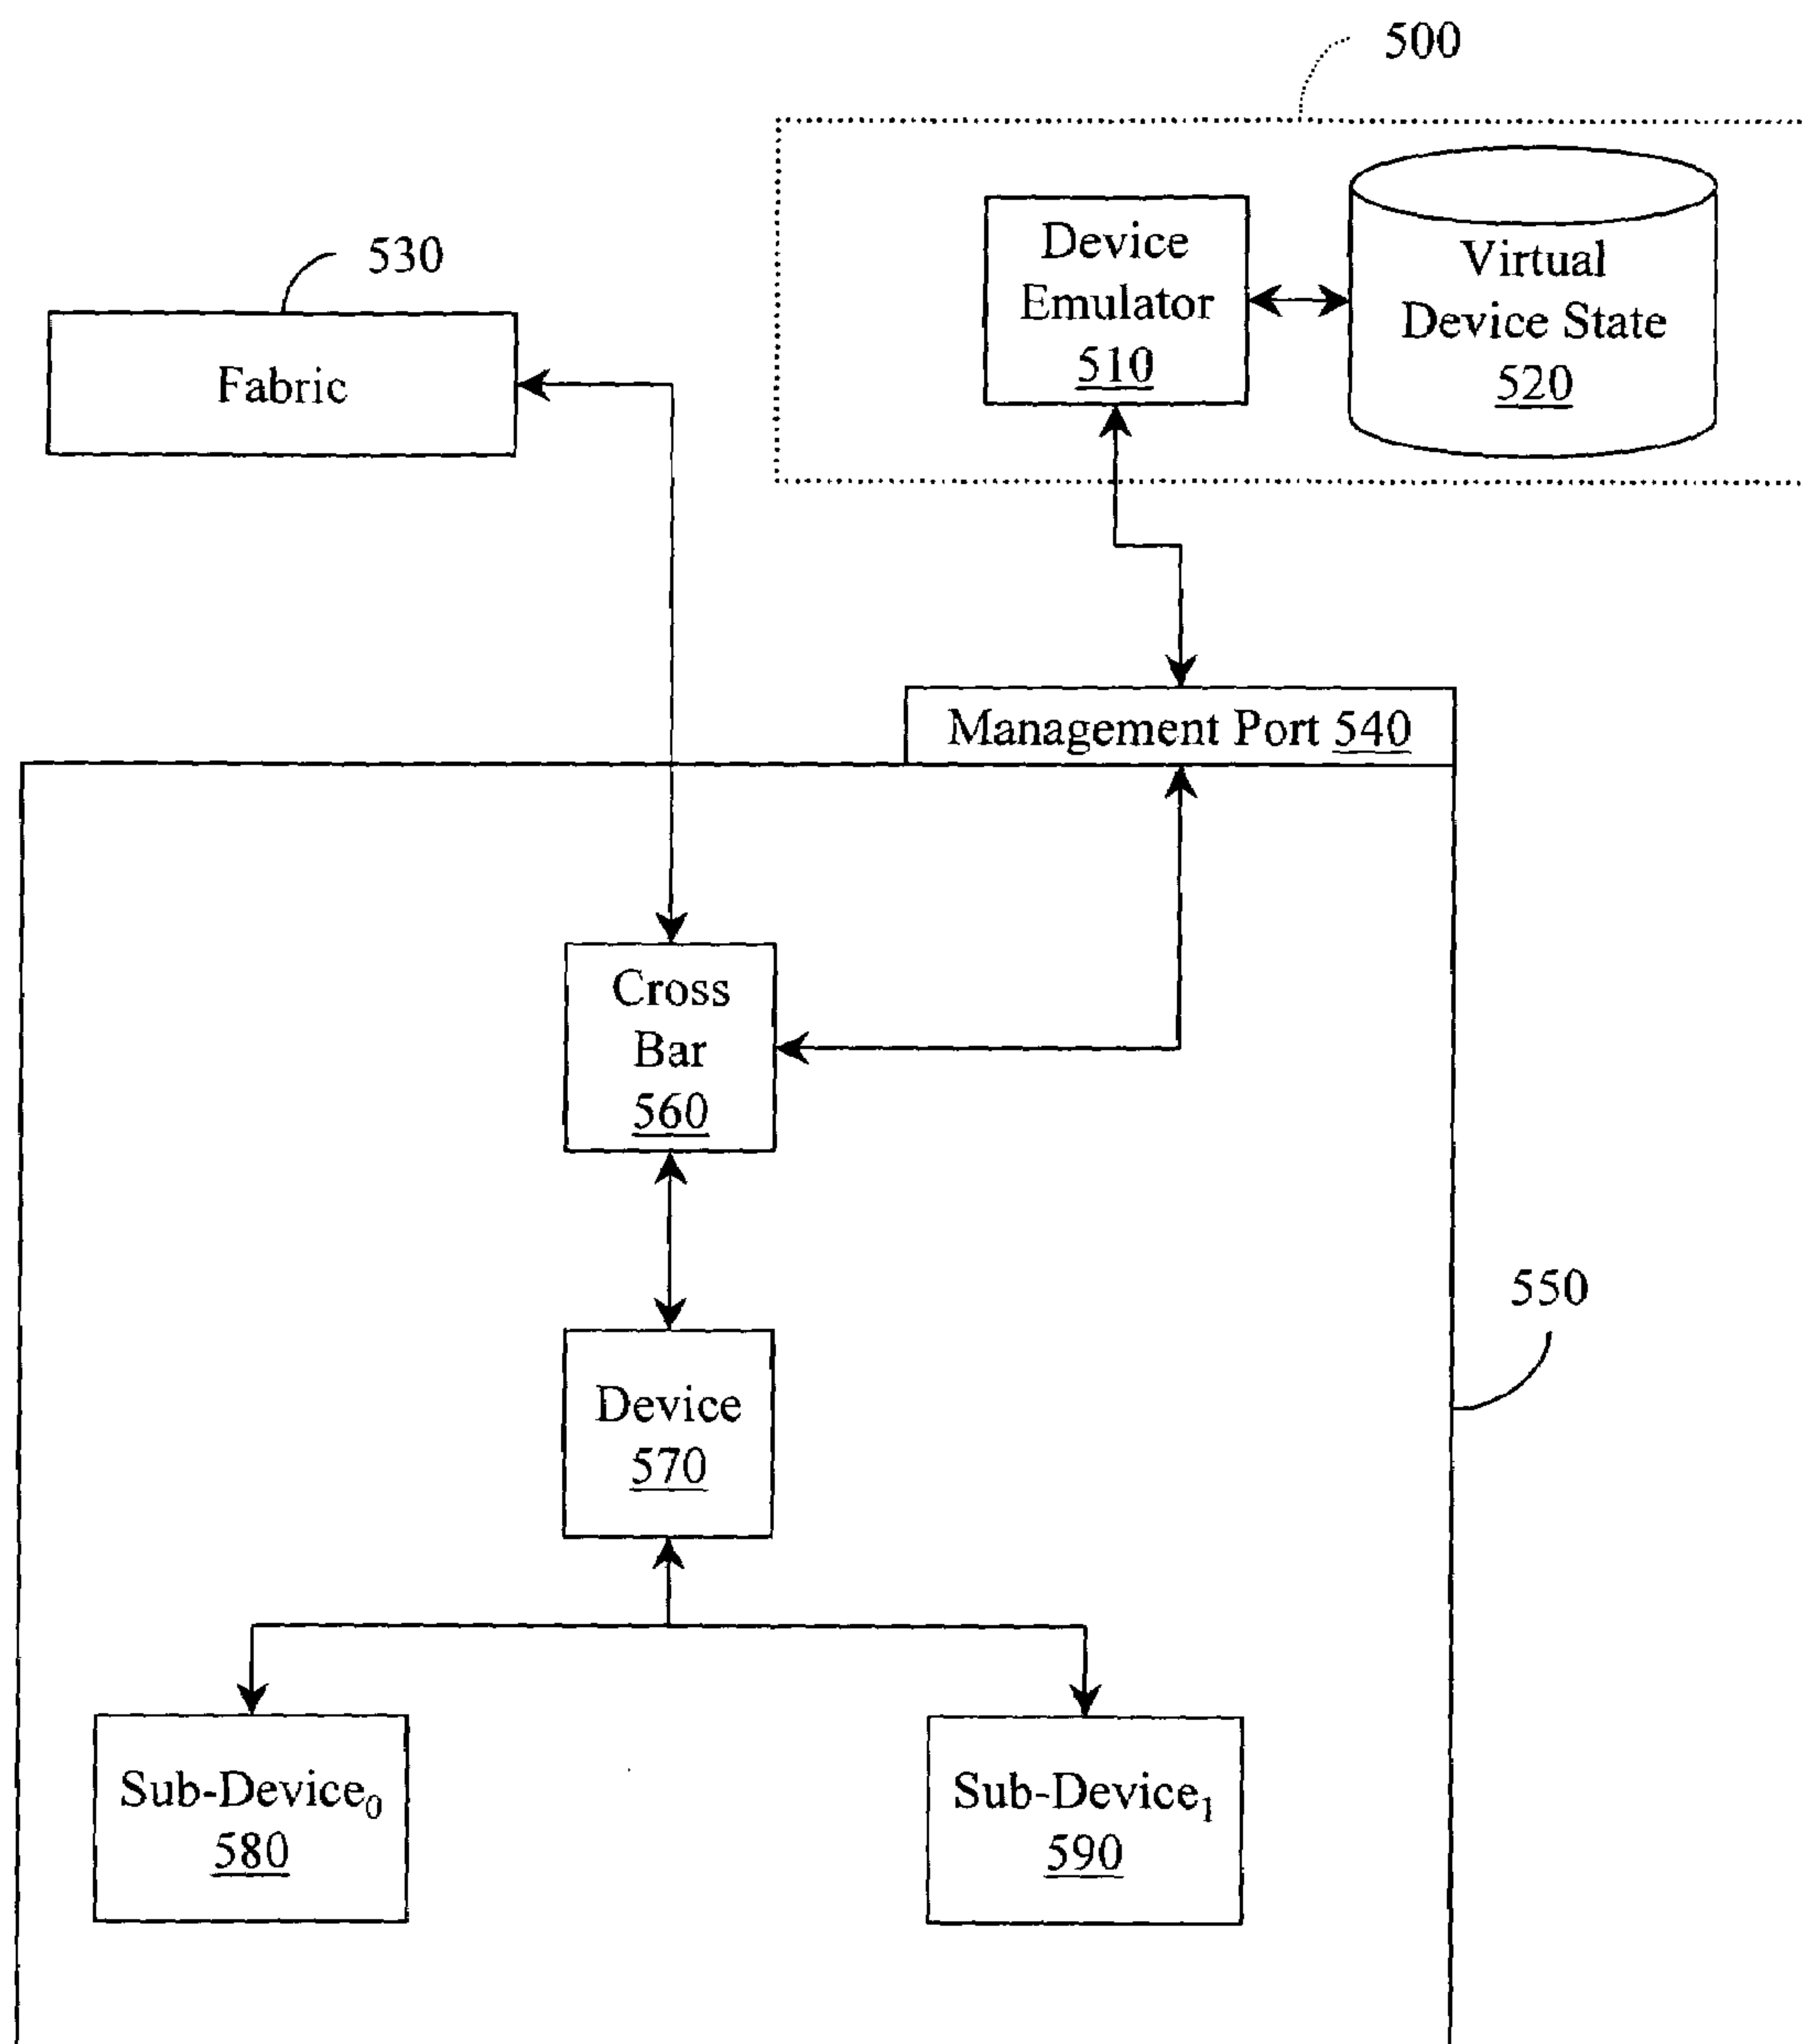 500
530
Device
Emulator
510
Virtual
Device State
520
Fabric
Management Port 540
Cross
Bar
560
550
Device
570
Sub-Device₀
580
Sub-Device₁
590